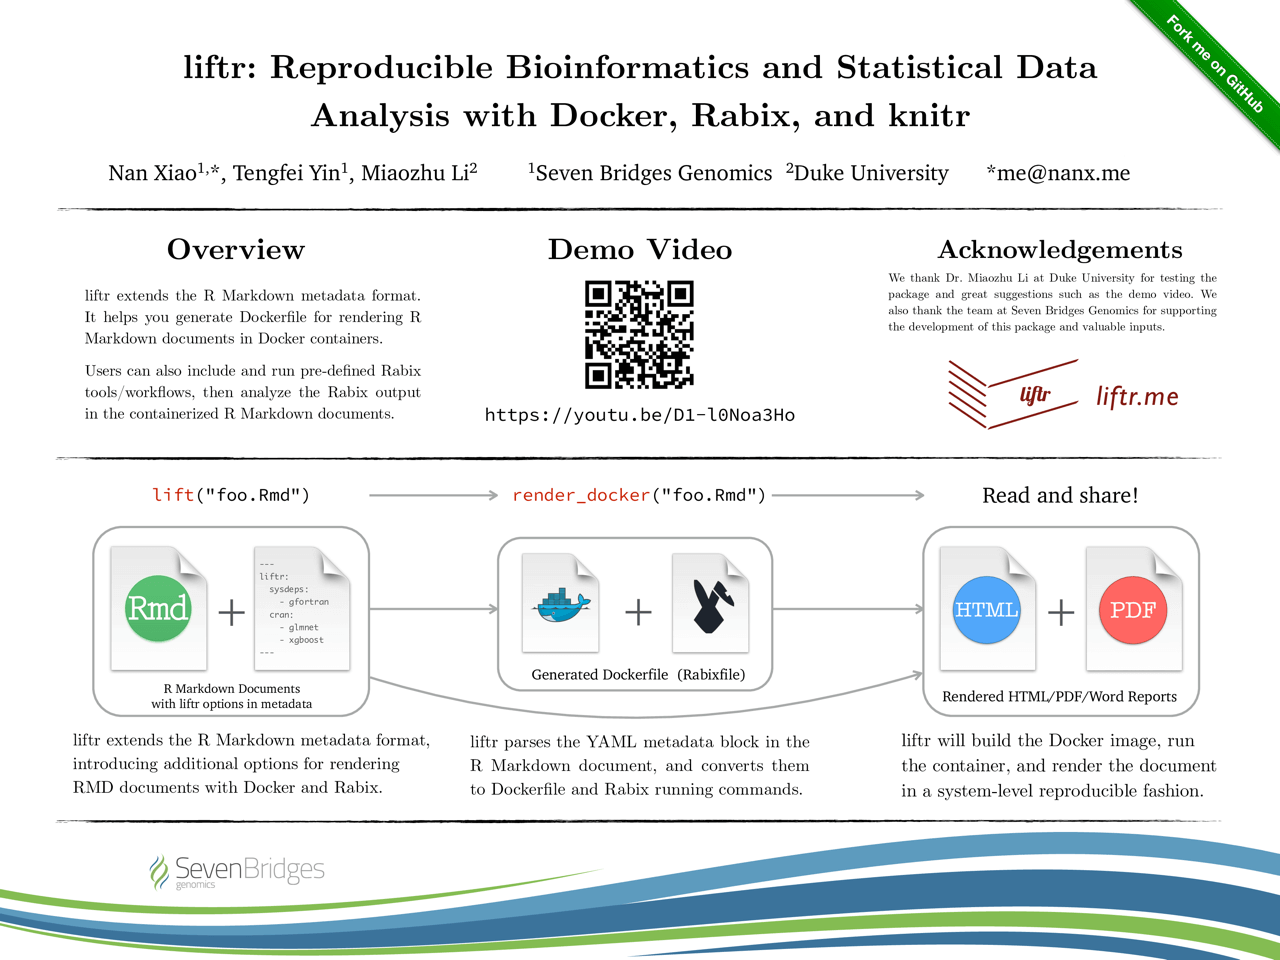 liftr: Reproducible Bioinformatics and Statistical Data
Analysis with Docker, Rabix, and knitr
Fork me on GitHub
Nan Xiao1,*, Tengfei Yin1, Miaozhu Li2 1Seven Bridges Genomics 2Duke University *me@nanx.me
Overview
liftr extends the R Markdown metadata format.
It helps you generate Dockerfile for rendering R
Markdown documents in Docker containers.
Users can also include and run pre-defined Rabix
tools/workflows, then analyze the Rabix output
in the containerized R Markdown documents.
Demo Video
https://youtu.be/D1-l0Noa3Ho
Acknowledgements
We thank Dr. Miaozhu Li at Duke University for testing the
package and great suggestions such as the demo video. We
also thank the team at Seven Bridges Genomics for supporting
the development of this package and valuable inputs.
liftr
liftr.me
lift("foo.Rmd")
render_docker("foo.Rmd")
Read and share!
Rmd
+
---
liftr:
sysdeps:
- gfortran
cran:
- glmnet
- xgboost
---
R Markdown Documents
with liftr options in metadata
+
Generated Dockerfile (Rabixfile)
HTML
+
PDF
Rendered HTML/PDF/Word Reports
liftr extends the R Markdown metadata format,
introducing additional options for rendering
RMD documents with Docker and Rabix.
liftr parses the YAML metadata block in the
R Markdown document, and converts them
to Dockerfile and Rabix running commands.
liftr will build the Docker image, run
the container, and render the document
in a system-level reproducible fashion.
SevenBridges
genomics